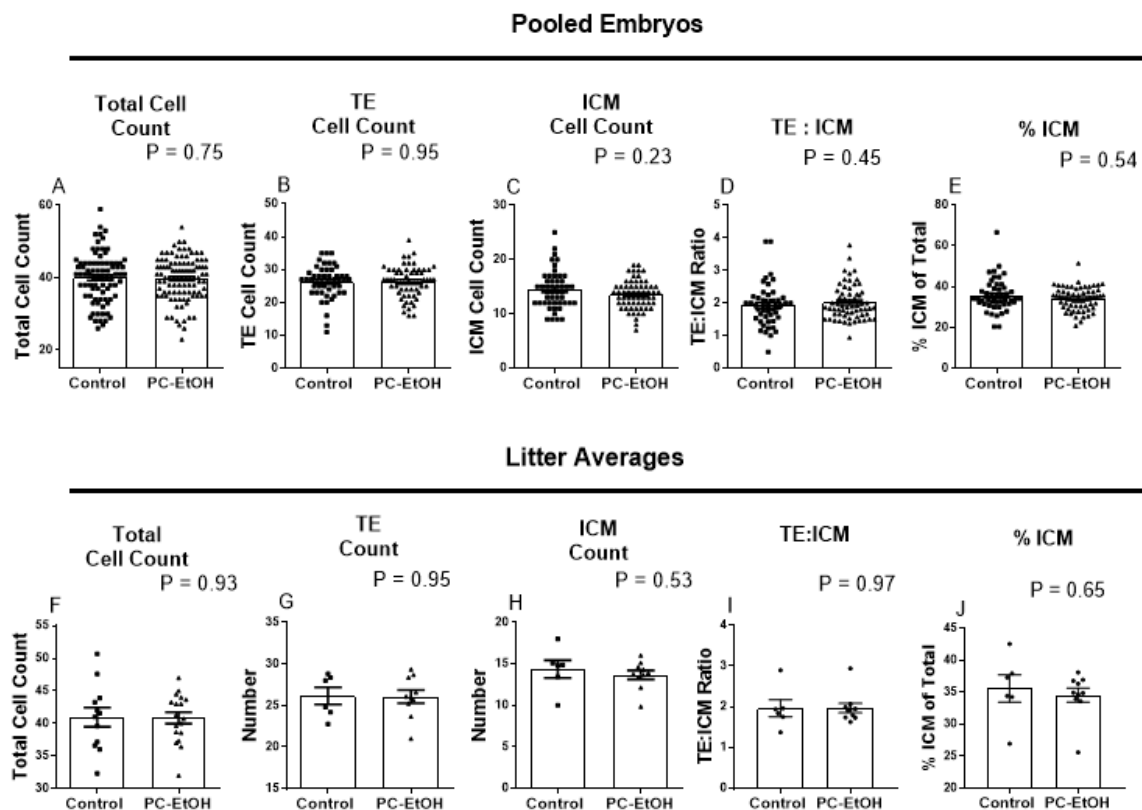 Pooled Embryos
Total Cell
Count
P = 0.75
TE
Cell Count
P = 0.95
ICM
Cell Count
P = 0.23
TE : ICM
P = 0.45
% ICM
P = 0.54
A
Total Cell Count
60
40
20
Control PC-EtOH
B
TE Cell Count
50
40
30
20
10
0
Control PC-EtOH
C
ICM Cell Count
30
20
10
0
Control PC-EtOH
D
TE:ICM Ratio
5
4
3
2
1
0
Control PC-EtOH
E
% ICM of Total
80
60
40
20
0
Control PC-EtOH
Litter Averages
Total
Cell Count
P = 0.93
TE
Count
P = 0.95
ICM
Count
P = 0.53
TE:ICM
P = 0.97
% ICM
P = 0.65
F
Total Cell Count
55
50
45
40
35
30
Control PC-EtOH
G
Number
35
30
25
20
15
Control PC-EtOH
H
Number
20
15
10
5
0
Control PC-EtOH
I
TE:ICM Ratio
4
3
2
1
0
Control PC-EtOH
J
% ICM of Total
45
40
35
30
25
20
Control PC-EtOH